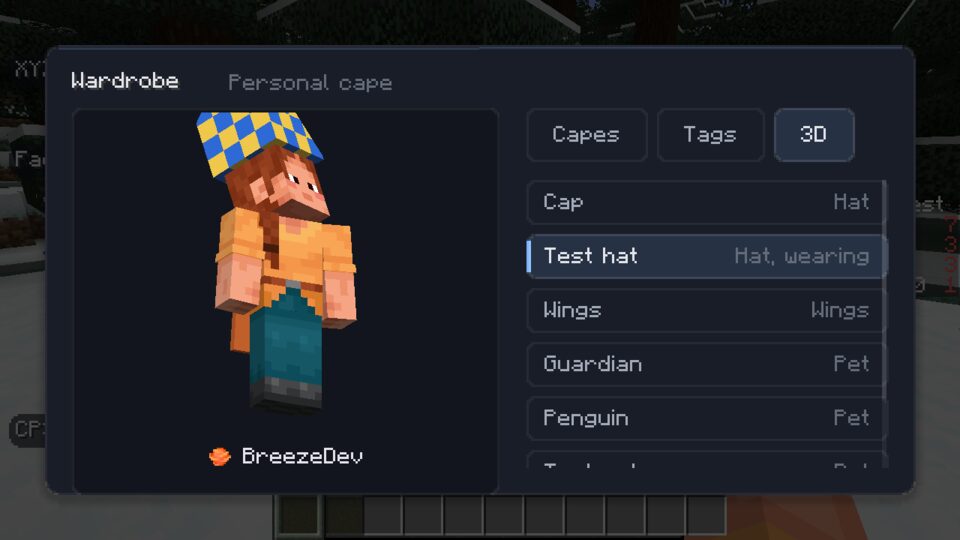 Wardrobe Personal cape
Capes Tags 3D
Cap Hat
Test hat Hat, wearing
Wings Wings
Guardian Pet
Penguin Pet
BreezeDev